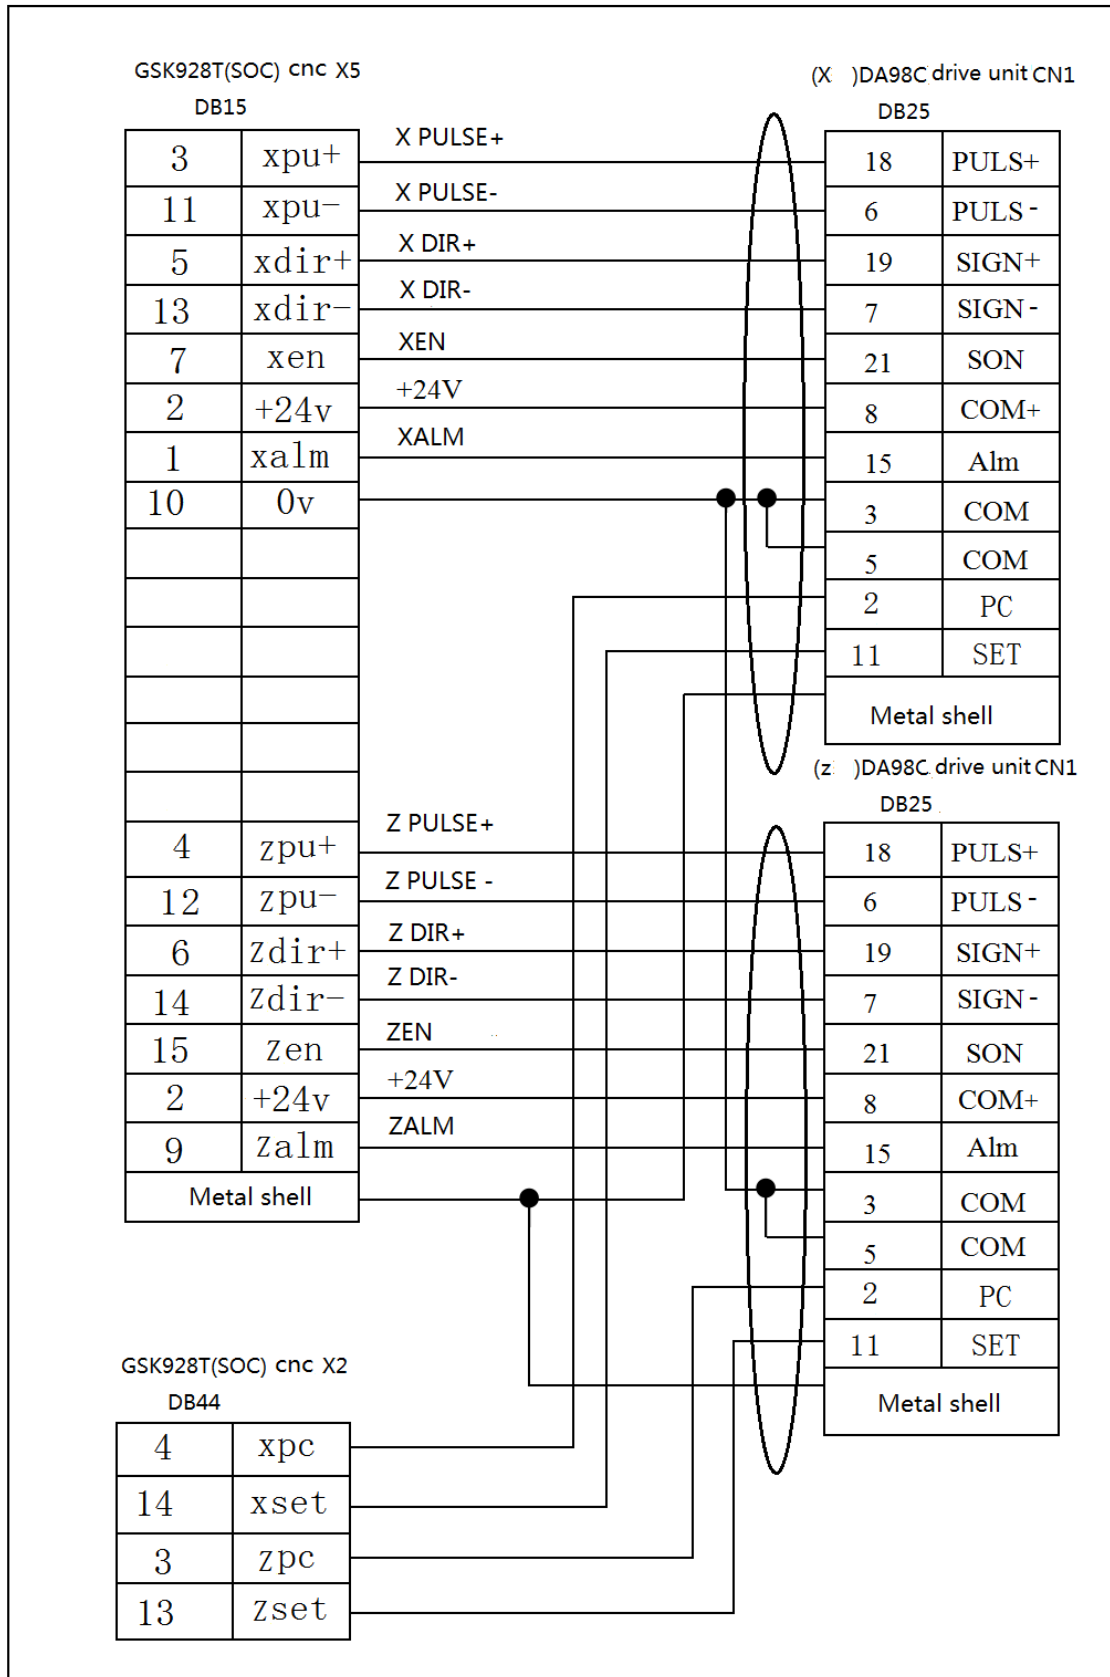 GSK928T(SOC) cnc X5
DB15
3 xpu+
11 xpu-
5 xdir+
13 xdir-
7 xen
2 +24v
1 xalm
10 0v
4 zpu+
12 zpu-
6 Zdir+
14 Zdir-
15 Zen
2 +24v
9 Zalm
Metal shell
X PULSE+
X PULSE-
X DIR+
X DIR-
XEN
+24V
XALM
Z PULSE+
Z PULSE -
Z DIR+
Z DIR-
ZEN
+24V
ZALM
(X )DA98C drive unit CN1
DB25
18 PULS+
6 PULS-
19 SIGN+
7 SIGN-
21 SON
8 COM+
15 Alm
3 COM
5 COM
2 PC
11 SET
Metal shell
(z )DA98C drive unit CN1
DB25
18 PULS+
6 PULS-
19 SIGN+
7 SIGN-
21 SON
8 COM+
15 Alm
3 COM
5 COM
2 PC
11 SET
Metal shell
GSK928T(SOC) cnc X2
DB44
4 xpc
14 xset
3 zpc
13 Zset